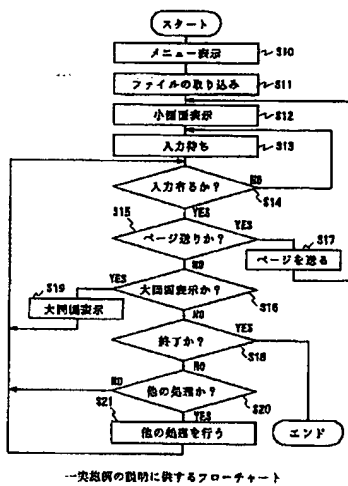 スタート
メニュー表示
S10
ファイルの取り込み
S11
小画面表示
S12
入力待ち
S13
入力有るか?
NO
S14
YES
S15
ページ送りか?
YES
S17
ページを送る
NO
大画面表示か?
S16
YES
S19
大画面表示
NO
終了か?
YES
S18
NO
他の処理か?
NO
S20
S21
YES
他の処理を行う
エンド
一実施例の説明に供するフローチャート